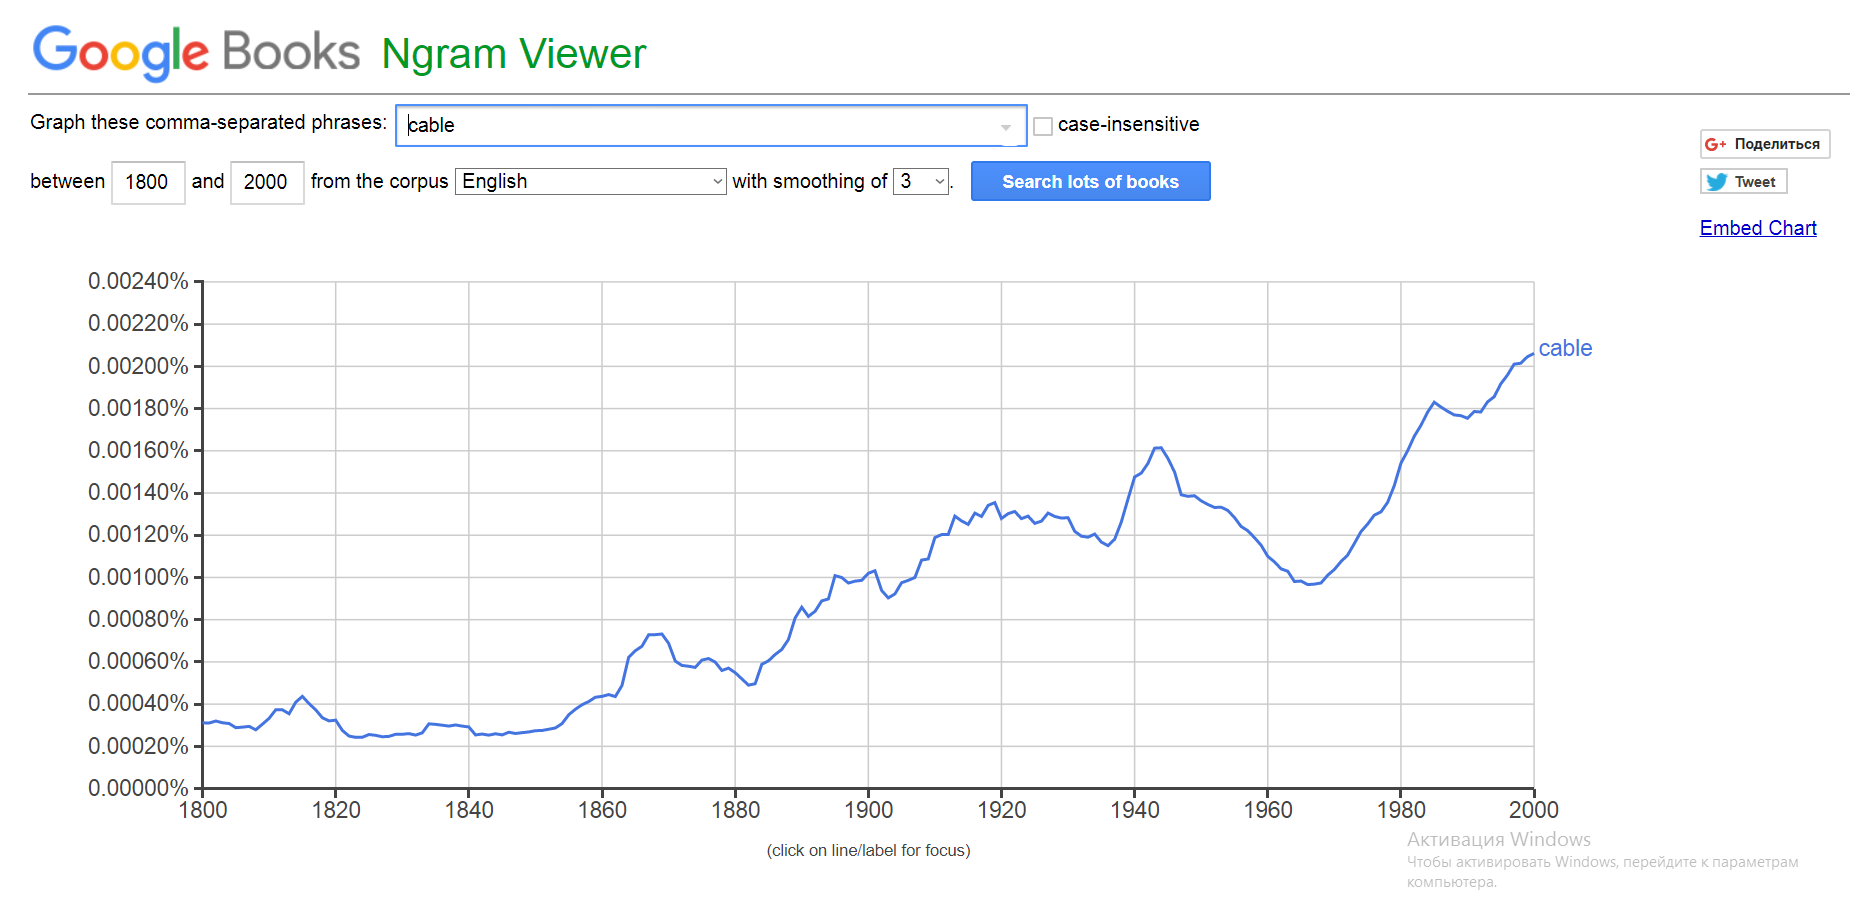 Google Books Ngram Viewer
Graph these comma-separated phrases: cable case-insensitive
between 1800 and 2000 from the corpus English with smoothing of 3. Search lots of books
G+ Поделиться
Tweet
Embed Chart
0.00240%
0.00220%
0.00200%
0.00180%
0.00160%
0.00140%
0.00120%
0.00100%
0.00080%
0.00060%
0.00040%
0.00020%
0.00000%
cable
1800 1820 1840 1860 1880 1900 1920 1940 1960 1980 2000
(click on line/label for focus)
Активация Windows
Чтобы активировать Windows, перейдите к параметрам
компьютера.